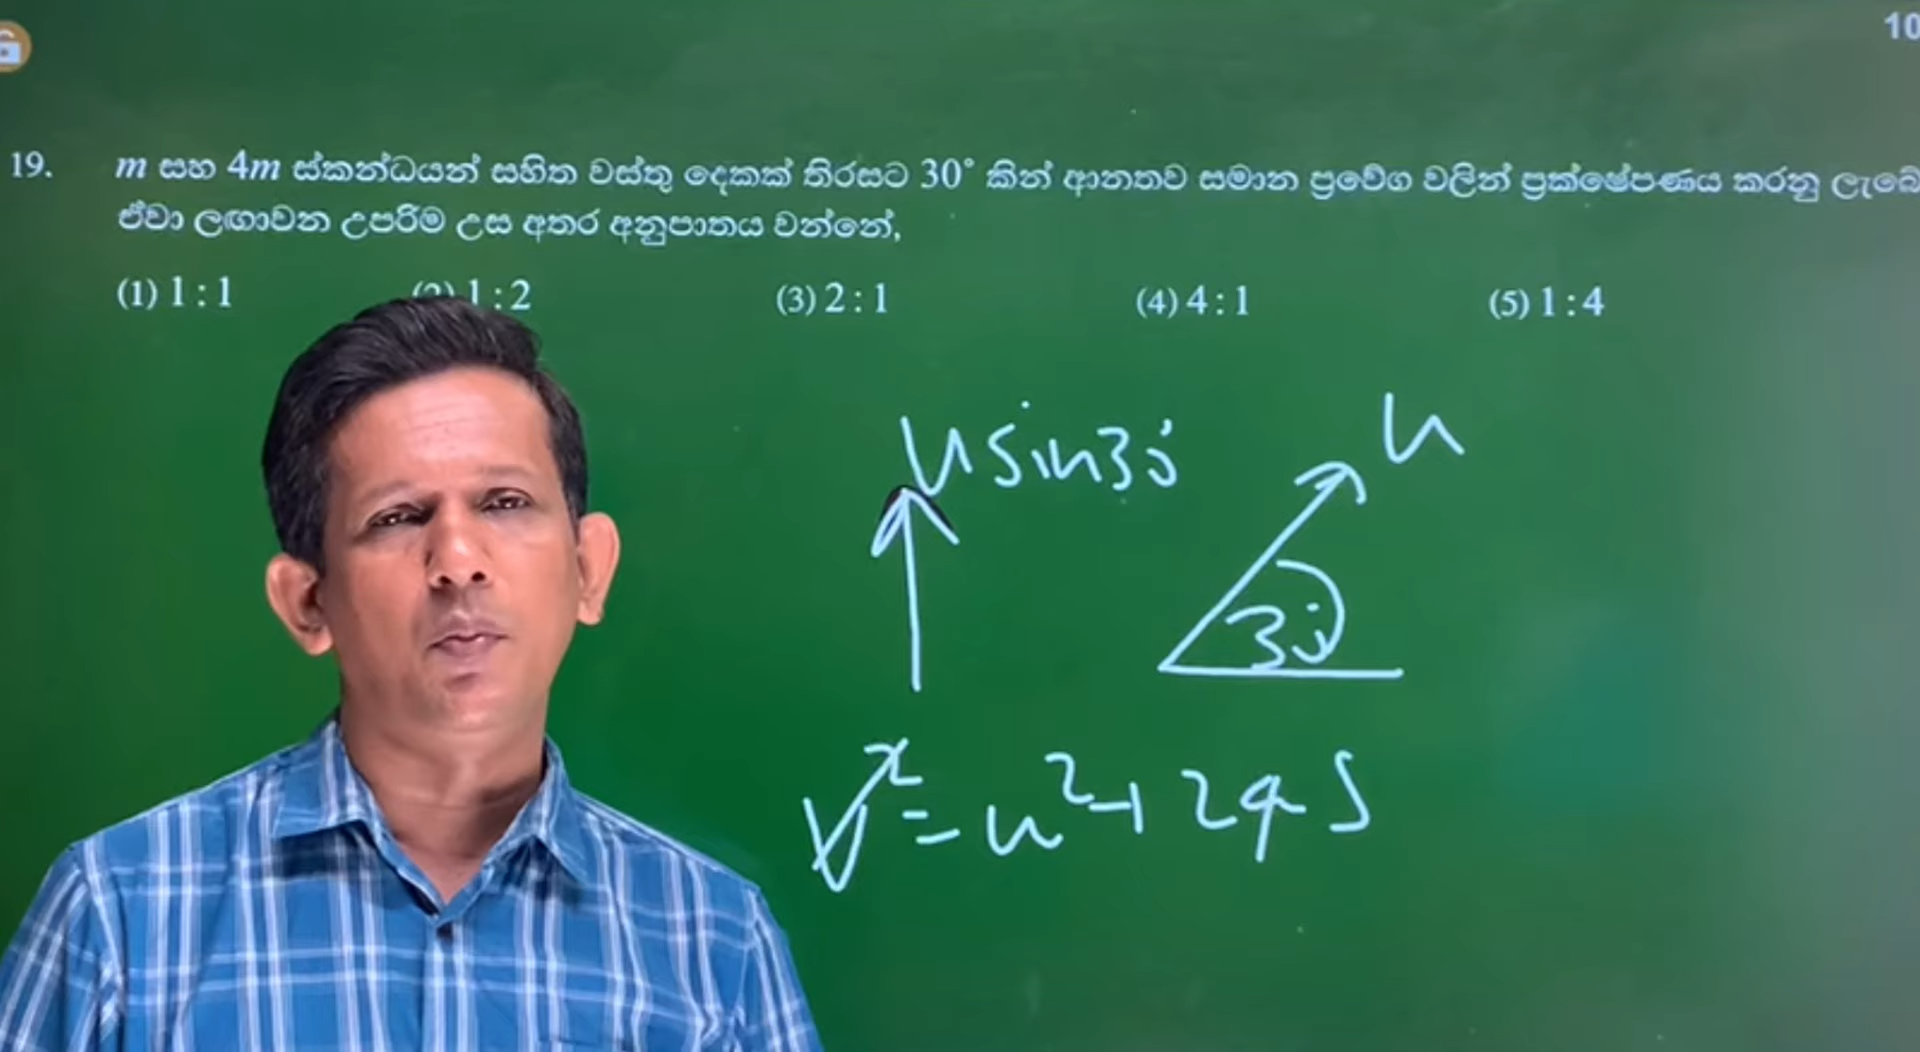 10
19. m සහ 4m ස්කන්ධයන් සහිත වස්තු දෙකක් තිරසට 30° කින් ආනතව සමාන ප්‍රවේග වලින් ප්‍රක්ෂේපණය කරනු ලැබේ
ඒවා ලඟාවන උපරිම උස අතර අනුපාතය වන්නේ,
(1) 1 : 1 (2) 1 : 2 (3) 2 : 1 (4) 4 : 1 (5) 1 : 4
u sin30° u
30°
v² = u² + 2as